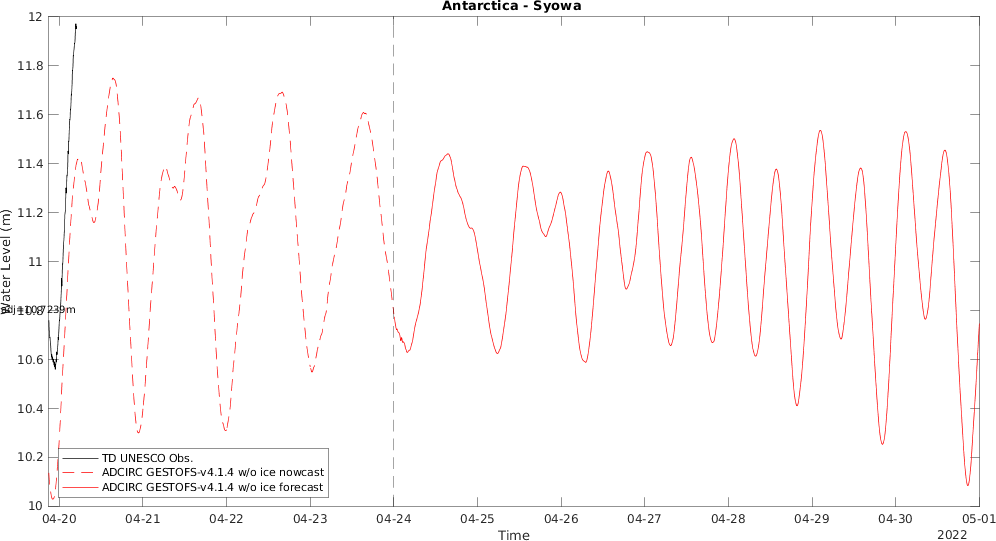 Antarctica - Syowa
12
11.8
11.6
11.4
11.2
11
10.8
10.6
10.4
10.2
10
Water Level (m)
TD UNESCO Obs.
ADCIRC GESTOFS-v4.1.4 w/o ice nowcast
ADCIRC GESTOFS-v4.1.4 w/o ice forecast
04-20 04-21 04-22 04-23 04-24 04-25 04-26 04-27 04-28 04-29 04-30 05-01
Time
2022